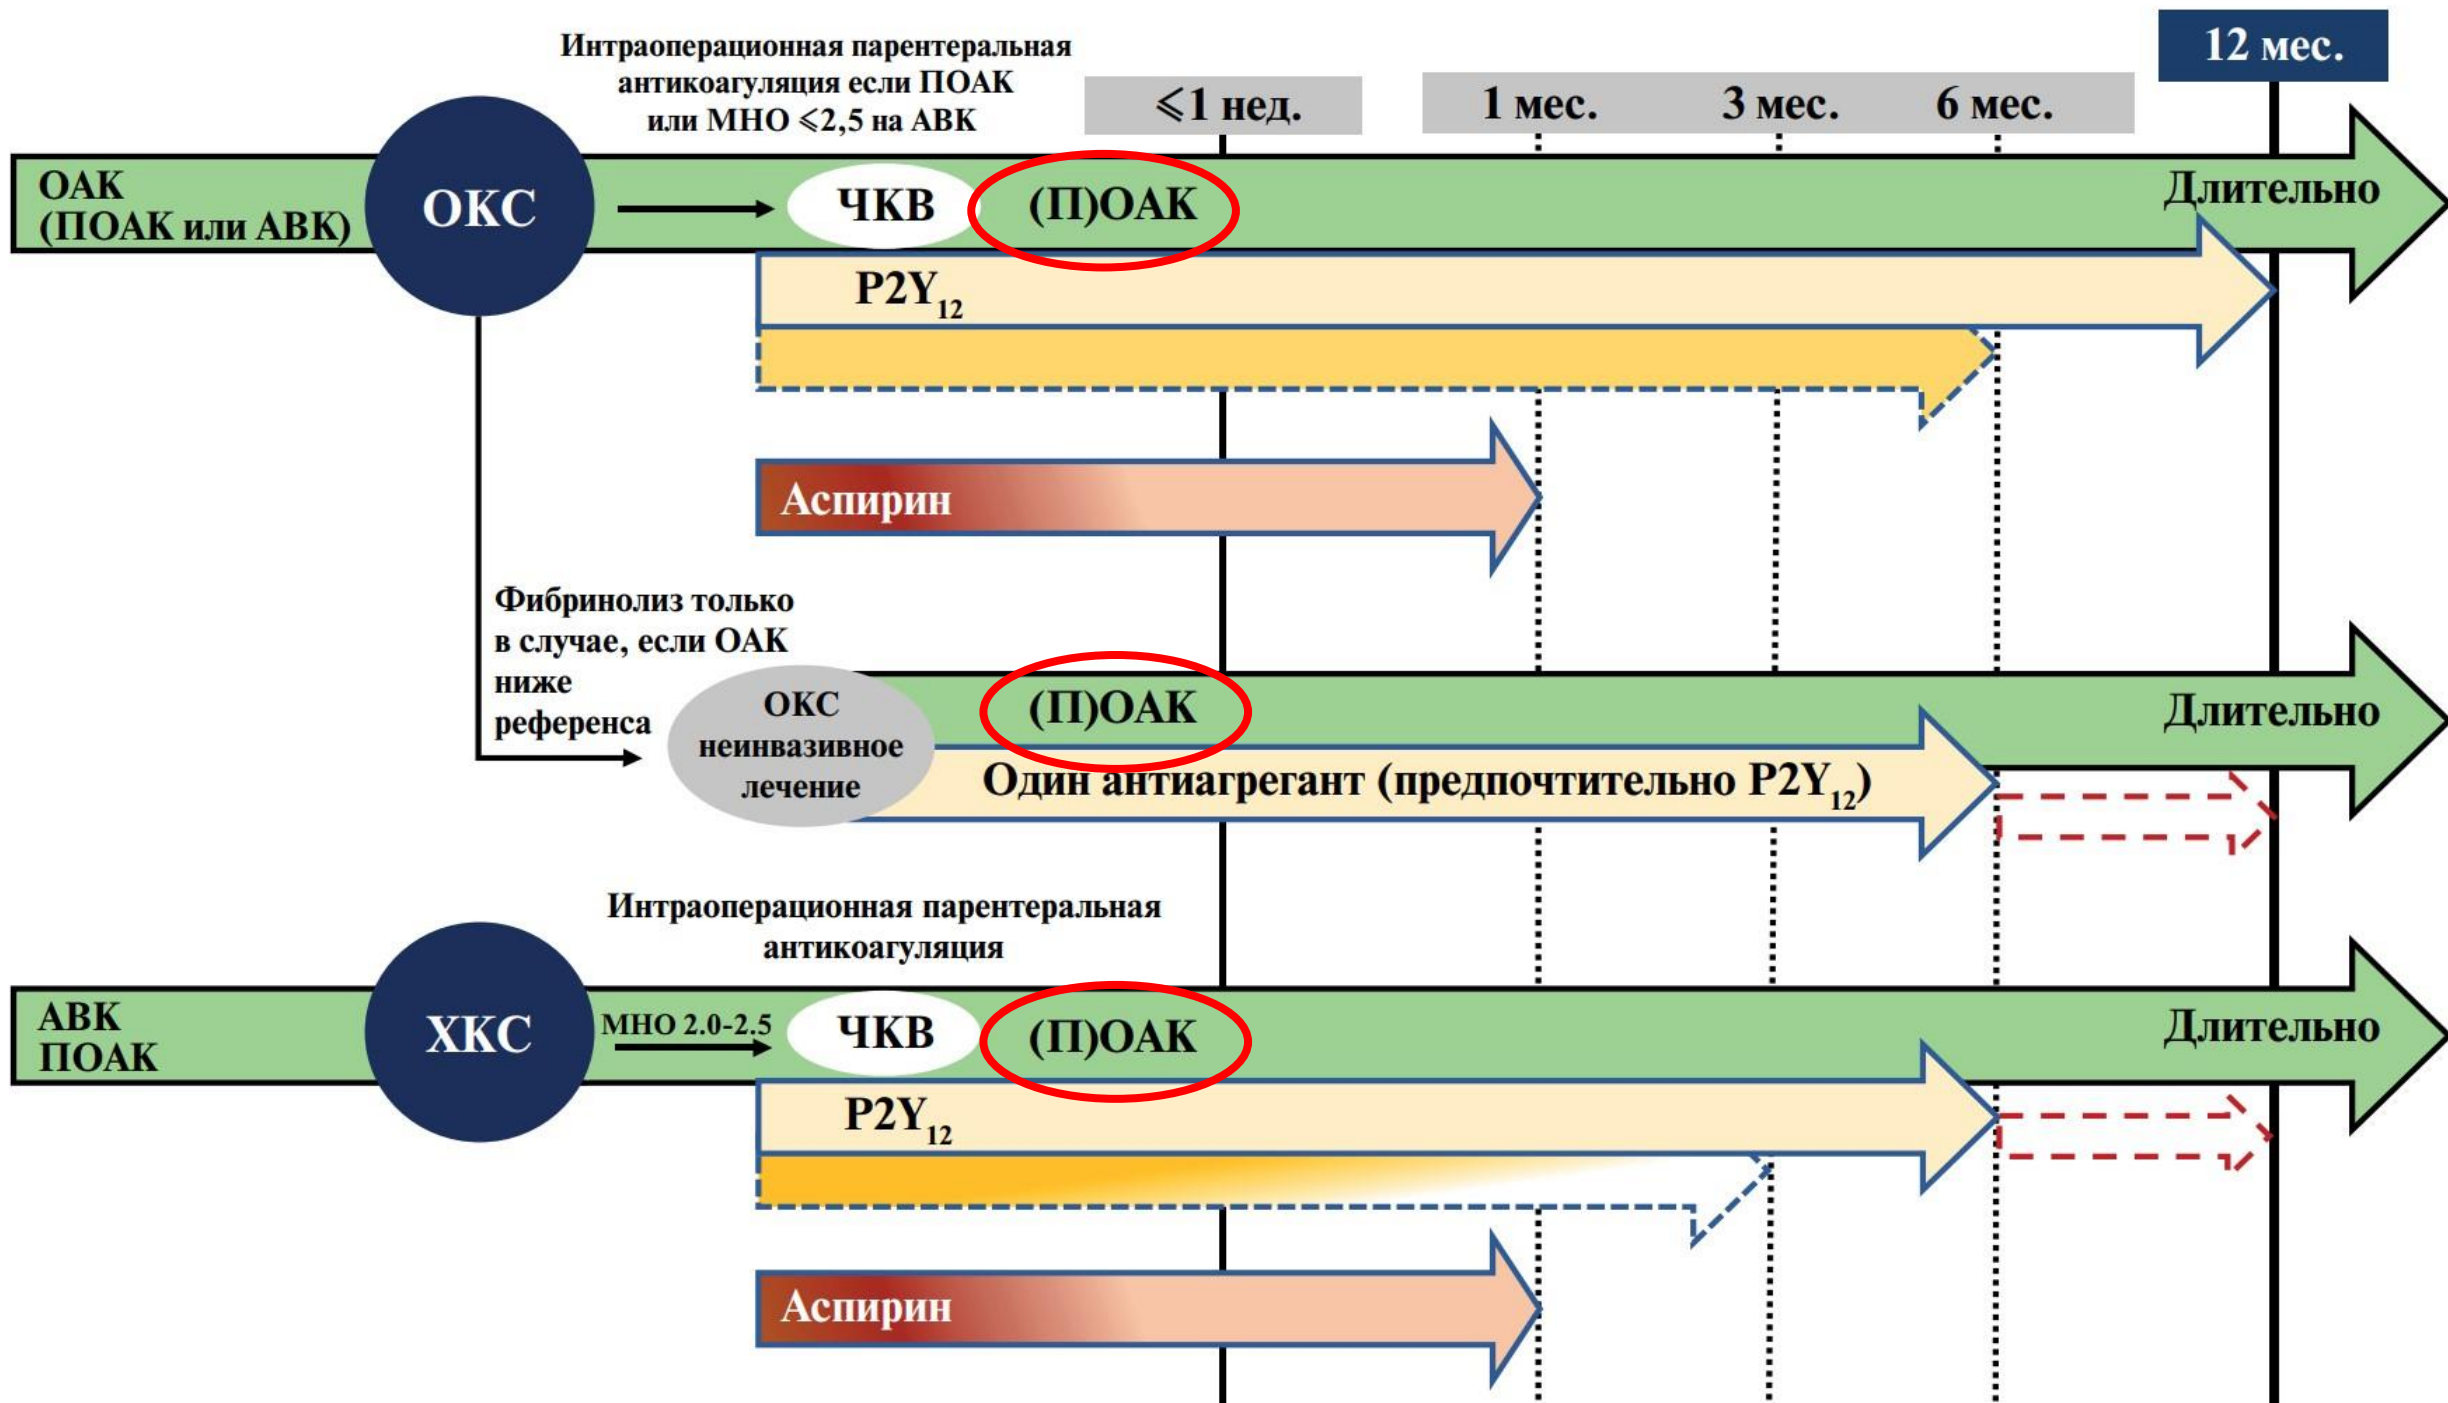 Интраоперационная парентеральная
антикоагуляция если ПОАК
или МНО ⩽2,5 на АВК
⩽1 нед.
1 мес.
3 мес.
6 мес.
12 мес.
ОАК
(ПОАК или АВК)
ОКС
ЧКВ
(П)ОАК
Длительно
P2Y12
Аспирин
Фибринолиз только
в случае, если ОАК
ниже
референса
ОКС
неинвазивное
лечение
(П)ОАК
Длительно
Один антиагрегант (предпочтительно P2Y12)
Интраоперационная парентеральная
антикоагуляция
АВК
ПОАК
ХКС
МНО 2.0-2.5
ЧКВ
(П)ОАК
Длительно
P2Y12
Аспирин